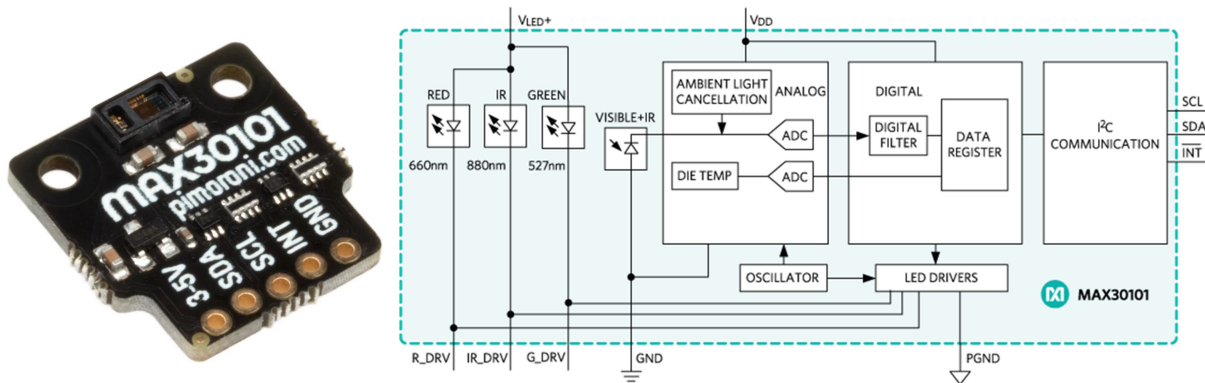 MAX30101
pimoroni.com
3-5V
SDA
SCL
INT
GND
VLED+
VDD
RED
IR
GREEN
660nm
880nm
527nm
VISIBLE+IR
AMBIENT LIGHT
CANCELLATION
ANALOG
ADC
DIE TEMP
ADC
DIGITAL
DIGITAL
FILTER
DATA
REGISTER
I²C
COMMUNICATION
SCL
SDA
INT
OSCILLATOR
LED DRIVERS
MAX30101
R_DRV
IR_DRV
G_DRV
GND
PGND